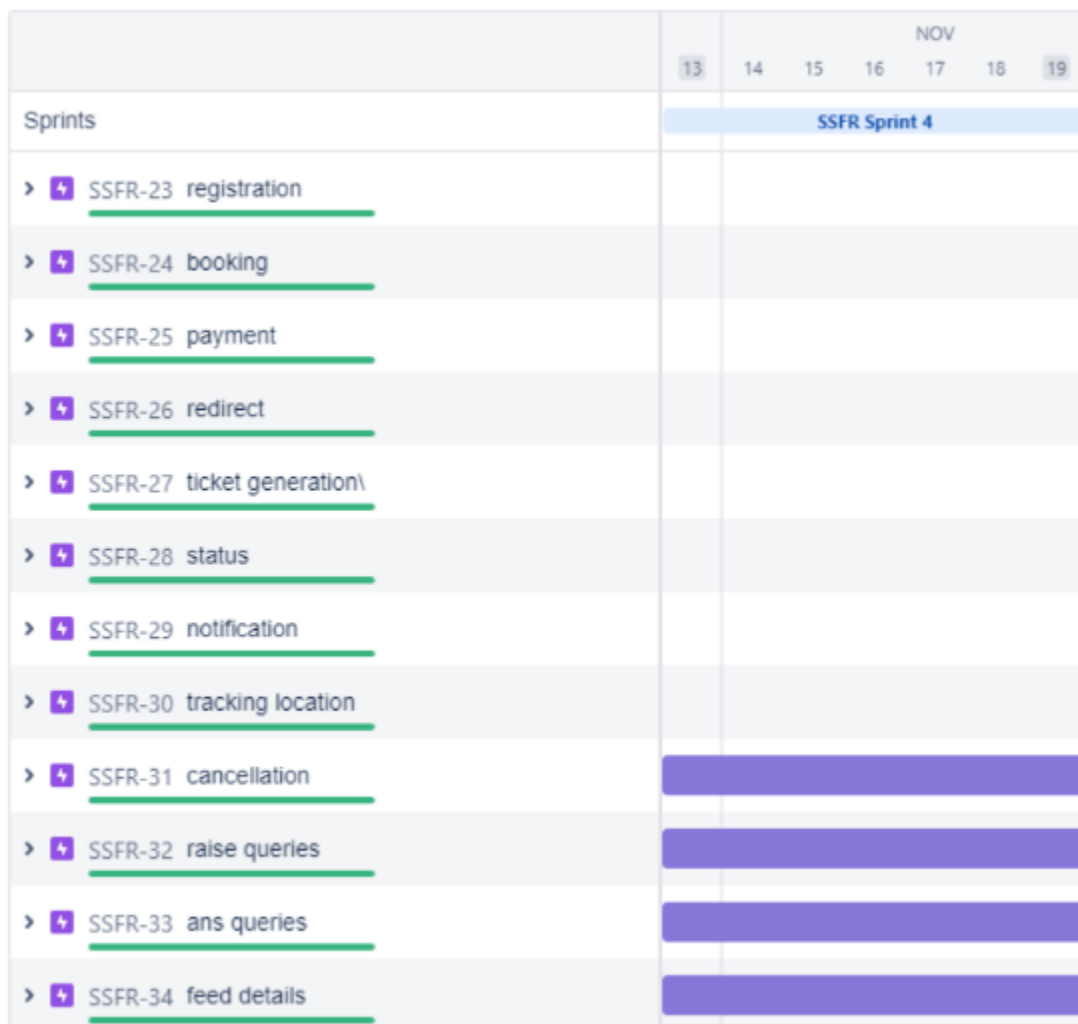 NOV
13 14 15 16 17 18 19
Sprints SSFR Sprint 4
SSFR-23 registration
SSFR-24 booking
SSFR-25 payment
SSFR-26 redirect
SSFR-27 ticket generation\
SSFR-28 status
SSFR-29 notification
SSFR-30 tracking location
SSFR-31 cancellation
SSFR-32 raise queries
SSFR-33 ans queries
SSFR-34 feed details